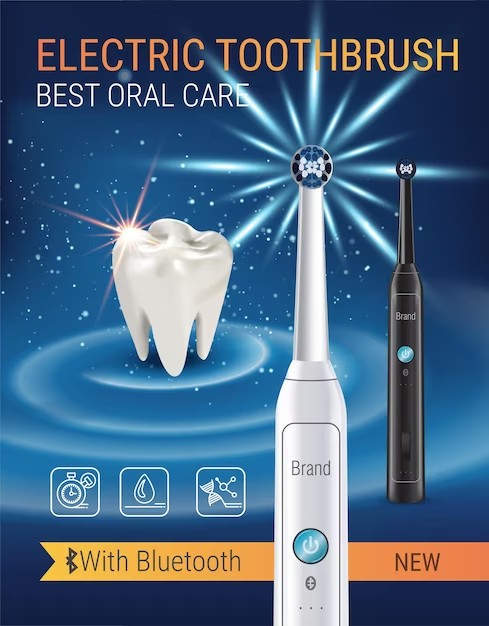 ELECTRIC TOOTHBRUSH
BEST ORAL CARE
Brand
Brand
With Bluetooth
NEW